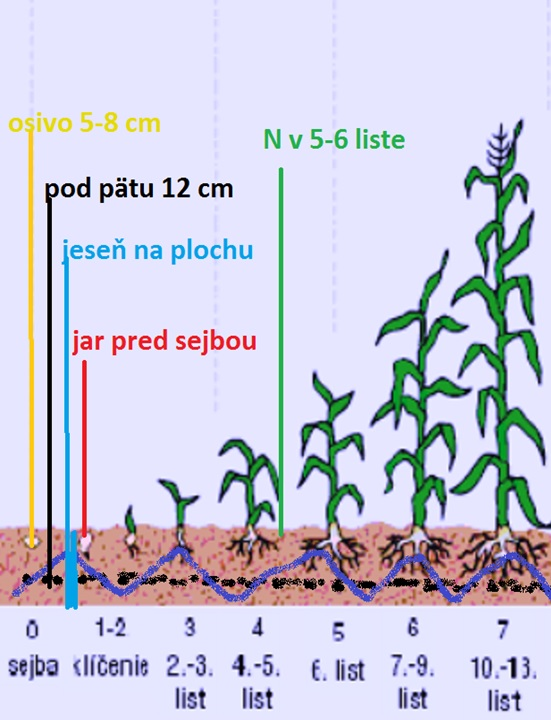 osivo 5-8 cm
N v 5-6 liste
pod pätu 12 cm
jeseň na plochu
jar pred sejbou
0 1-2 3 4 5 6 7
sejba klíčenie 2.-3. 4.-5. 6. list 7.-9. 10.-13.
list list list list